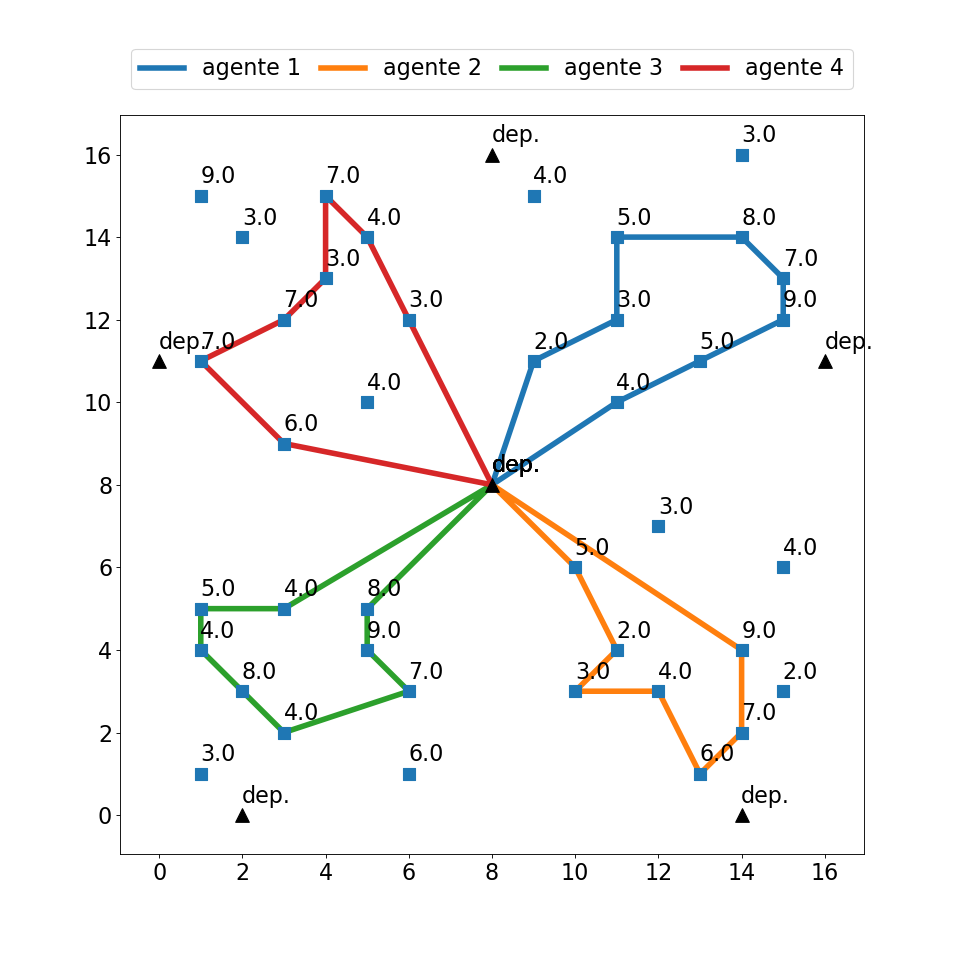 agente 1 agente 2 agente 3 agente 4
dep. 3.0
16
9.0 7.0 4.0
3.0 4.0 5.0 8.0
14
3.0 7.0
7.0 3.0 3.0 9.0
12
dep. 7.0 2.0 5.0 dep.
4.0 4.0
10
6.0
dep. dep.
8
3.0
5.0 4.0
6
5.0 4.0 8.0
4.0 9.0 2.0 9.0
4
8.0 7.0 3.0 4.0 2.0
4.0 7.0
2
3.0 6.0 6.0
dep. dep.
0
0 2 4 6 8 10 12 14 16